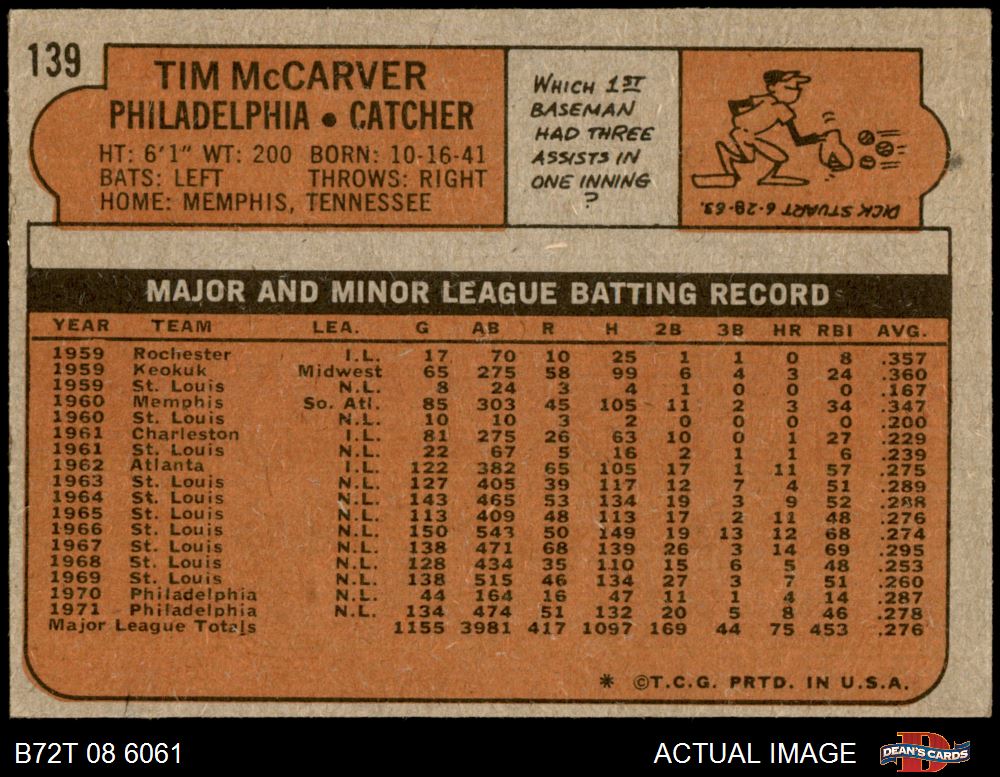 139
TIM McCARVER
PHILADELPHIA • CATCHER
HT: 6'1" WT: 200 BORN: 10-16-41
BATS: LEFT THROWS: RIGHT
HOME: MEMPHIS, TENNESSEE
WHICH 1ST
BASEMAN
HAD THREE
ASSISTS IN
ONE INNING
?
DICK STUART 6-28-63.
MAJOR AND MINOR LEAGUE BATTING RECORD
YEAR TEAM LEA. G AB R H 2B 3B HR RBI AVG.
1959 Rochester I.L. 17 70 10 25 1 1 0 8 .357
1959 Keokuk Midwest 65 275 58 99 6 4 3 24 .360
1959 St. Louis N.L. 8 24 3 4 1 0 0 0 .167
1960 Memphis So. Atl. 85 303 45 105 11 2 3 34 .347
1960 St. Louis N.L. 10 10 3 2 0 0 0 0 .200
1961 Charleston I.L. 81 275 26 63 10 0 1 27 .229
1961 St. Louis N.L. 22 67 5 16 2 1 1 6 .239
1962 Atlanta I.L. 122 382 65 105 17 1 11 57 .275
1963 St. Louis N.L. 127 405 39 117 12 7 4 51 .289
1964 St. Louis N.L. 143 465 53 134 19 3 9 52 .288
1965 St. Louis N.L. 113 409 48 113 17 2 11 48 .276
1966 St. Louis N.L. 150 543 50 149 19 13 12 68 .274
1967 St. Louis N.L. 138 471 68 139 26 3 14 69 .295
1968 St. Louis N.L. 128 434 35 110 15 6 5 48 .253
1969 St. Louis N.L. 138 515 46 134 27 3 7 51 .260
1970 Philadelphia N.L. 44 164 16 47 11 1 4 14 .287
1971 Philadelphia N.L. 134 474 51 132 20 5 8 46 .278
Major League Totals 1155 3981 417 1097 169 44 75 453 .276
* ©T.C.G. PRTD. IN U.S.A.
B72T 08 6061 ACTUAL IMAGE
DEAN'S CARDS